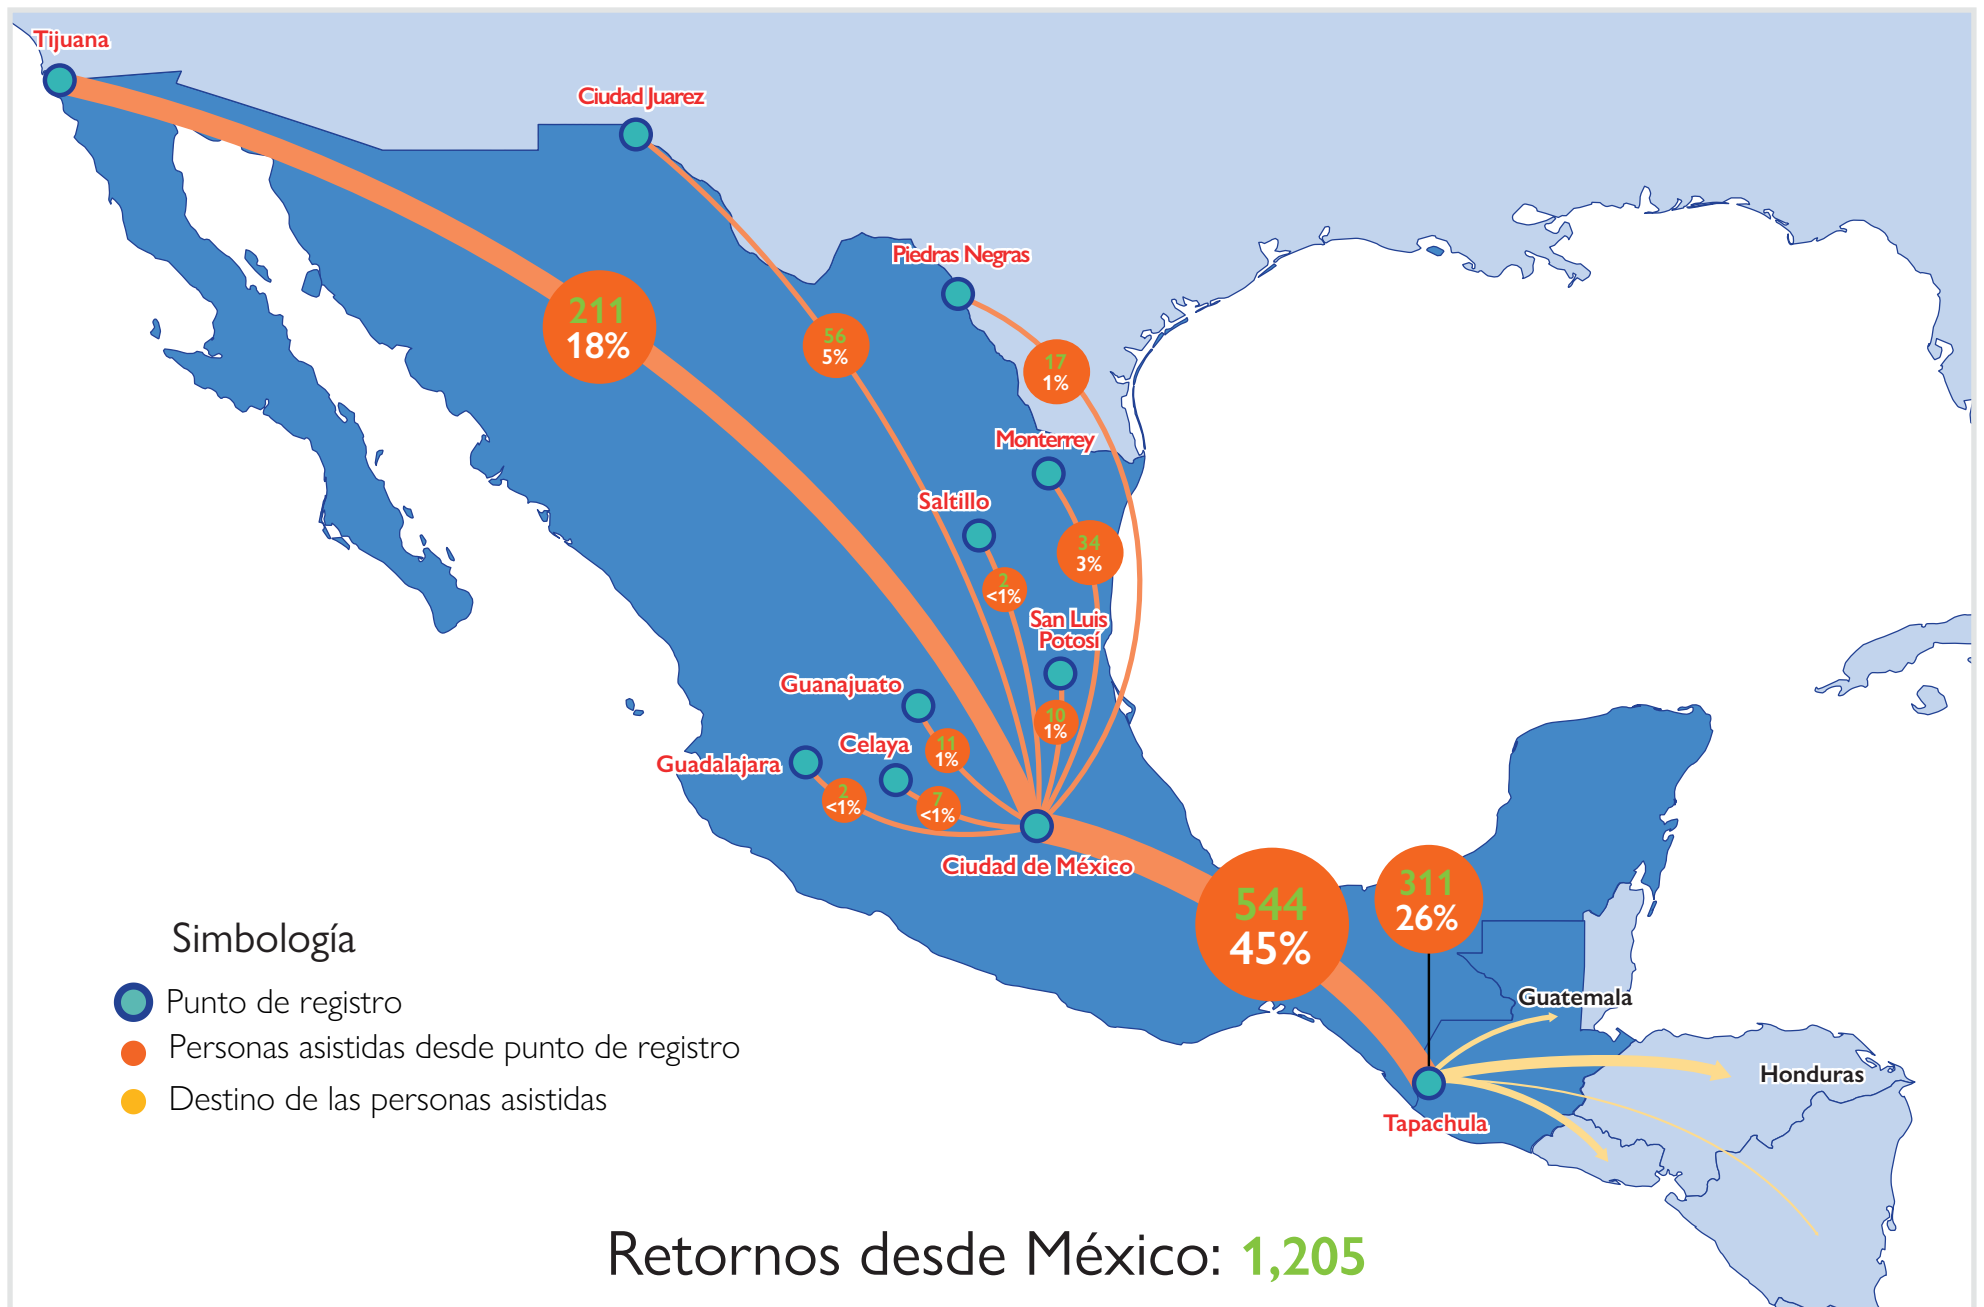 Tijuana
Ciudad Juarez
Piedras Negras
211
18%
56
5%
17
1%
Monterrey
Saltillo
34
3%
2
<1%
San Luis
Potosí
Guanajuato
10
1%
Celaya
11
1%
Guadalajara
2
<1%
7
<1%
Ciudad de México
544
45%
311
26%
Simbología
Punto de registro
Personas asistidas desde punto de registro
Destino de las personas asistidas
Guatemala
Honduras
Tapachula
Retornos desde México: 1,205